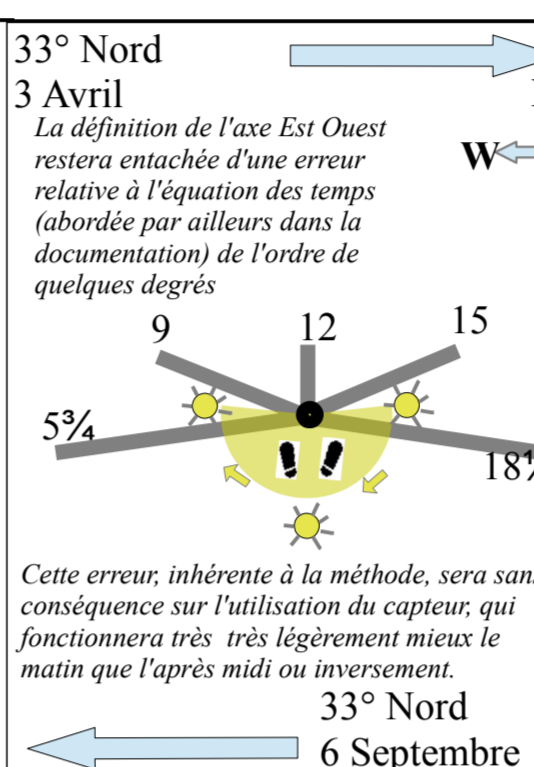 33° Nord
3 Avril
La définition de l'axe Est Ouest
restera entachée d'une erreur
relative à l'équation des temps
(abordée par ailleurs dans la
documentation) de l'ordre de
quelques degrés
W
9
12
15
5¾
Cette erreur, inhérente à la méthode, sera sans
conséquence sur l'utilisation du capteur, qui
fonctionnera très très légèrement mieux le
matin que l'après midi ou inversement.
33° Nord
6 Septembre